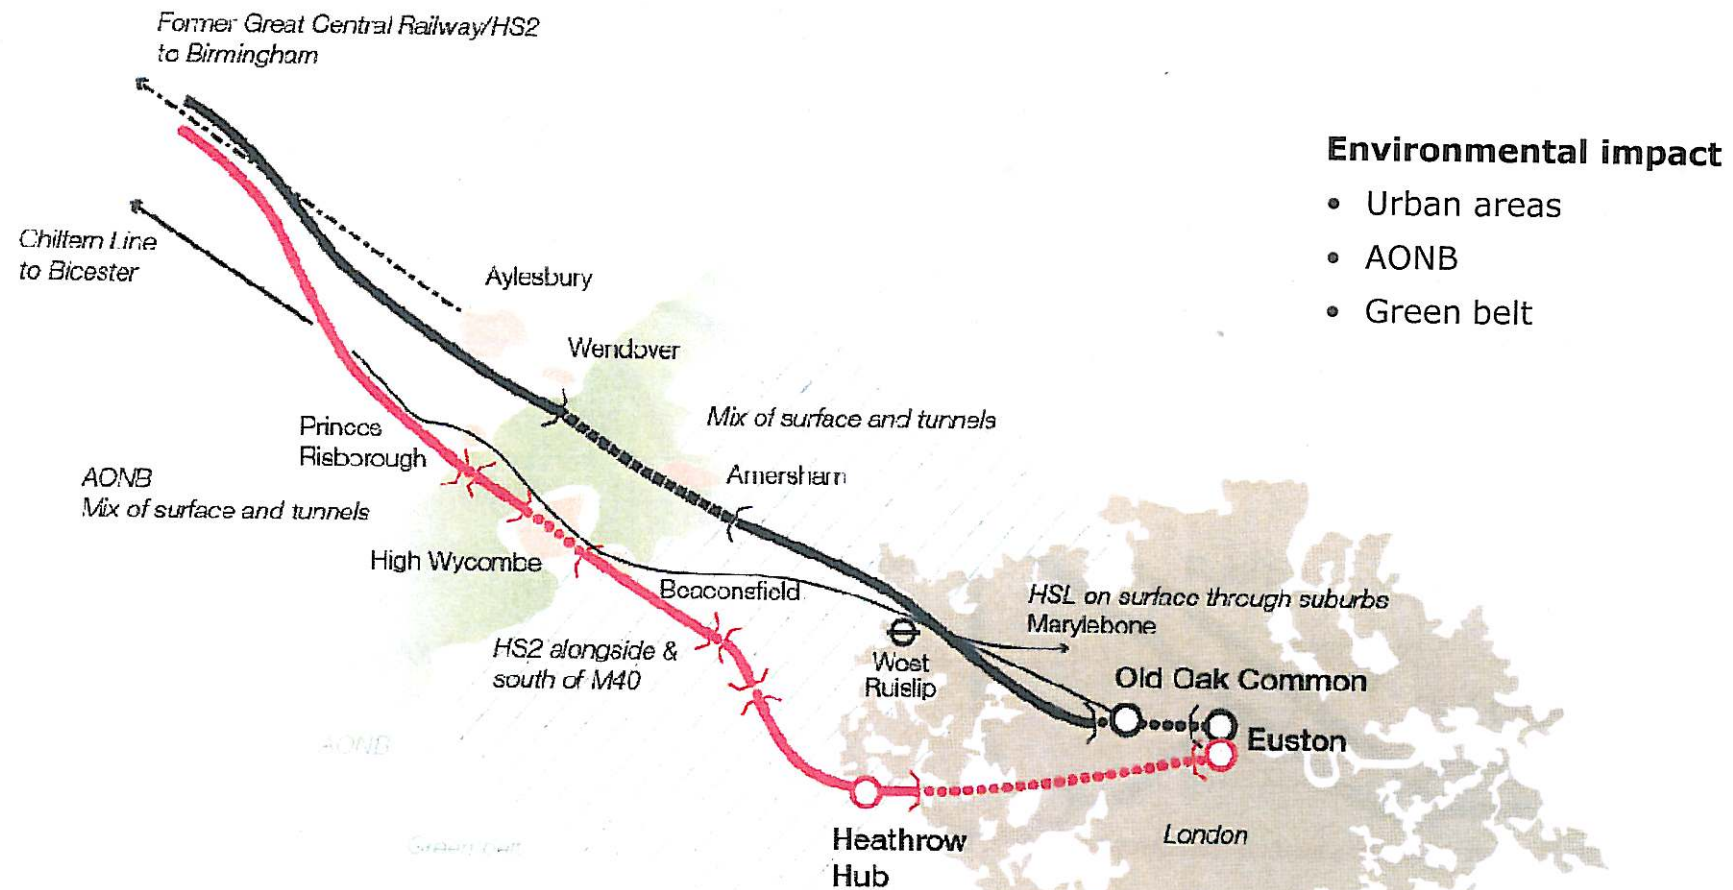 Former Great Central Railway/HS2
to Birmingham
Environmental impact
• Urban areas
• AONB
• Green belt
Chiltern Line
to Bicester
Aylesbury
Wendover
Mix of surface and tunnels
Princes
Risborough
Amersham
AONB
Mix of surface and tunnels
High Wycombe
Beaconsfield
HSL on surface through suburbs
Marylebone
HS2 alongside &
south of M40
West
Ruislip
Old Oak Common
Euston
AONB
London
Heathrow
Hub
Green belt